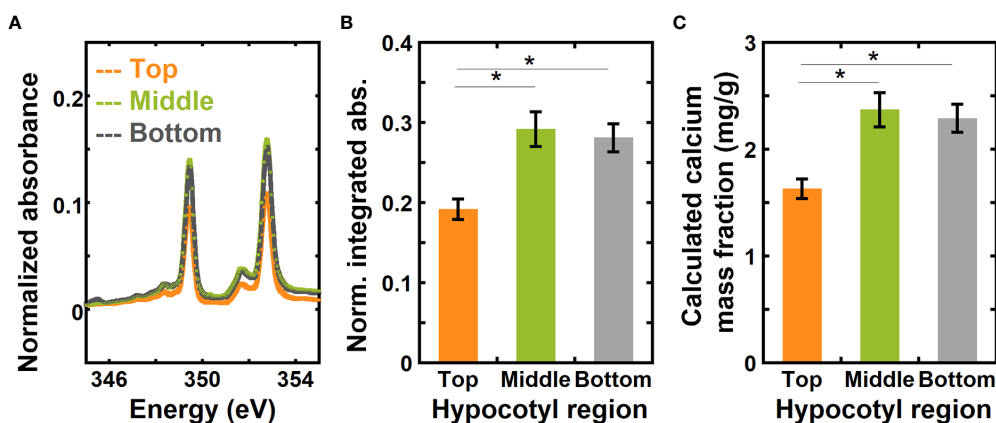 A
Normalized absorbance
0.2
0.1
0
Top
Middle
Bottom
346
350
354
Energy (eV)
B
Norm. integrated abs.
0.4
0.3
0.2
0.1
0
*
*
Top
Middle
Bottom
Hypocotyl region
C
Calculated calcium
mass fraction (mg/g)
3
2
1
0
*
*
Top
Middle
Bottom
Hypocotyl region